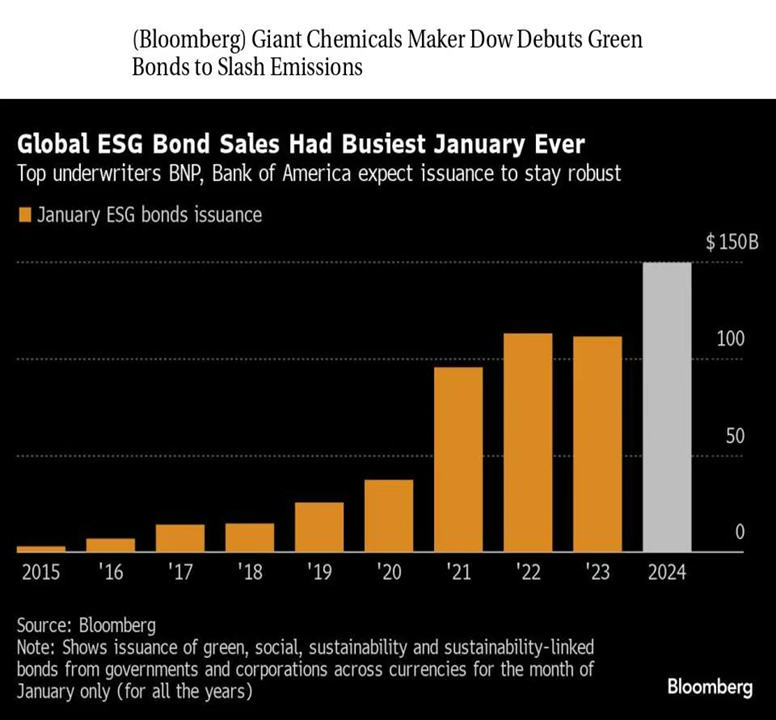 (Bloomberg) Giant Chemicals Maker Dow Debuts Green
Bonds to Slash Emissions
Global ESG Bond Sales Had Busiest January Ever
Top underwriters BNP, Bank of America expect issuance to stay robust
January ESG bonds issuance
$150B
100
50
0
2015 '16 '17 '18 '19 '20 '21 '22 '23 2024
Source: Bloomberg
Note: Shows issuance of green, social, sustainability and sustainability-linked
bonds from governments and corporations across currencies for the month of
January only (for all the years)
Bloomberg